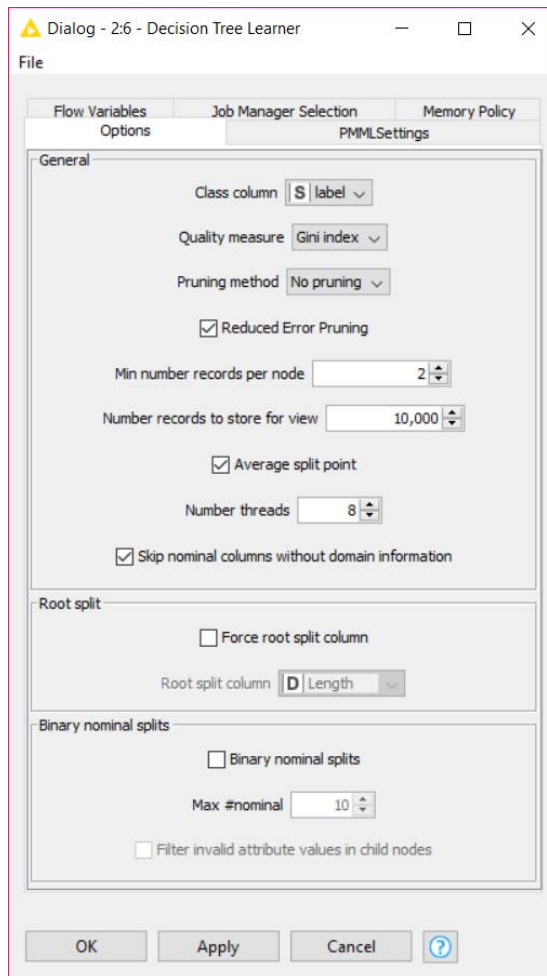 Dialog - 2:6 - Decision Tree Learner
File
Flow Variables Job Manager Selection Memory Policy
Options PMMLSettings
General
Class column S label
Quality measure Gini index
Pruning method No pruning
Reduced Error Pruning
Min number records per node 2
Number records to store for view 10,000
Average split point
Number threads 8
Skip nominal columns without domain information
Root split
Force root split column
Root split column D Length
Binary nominal splits
Binary nominal splits
Max #nominal 10
Filter invalid attribute values in child nodes
OK Apply Cancel ?